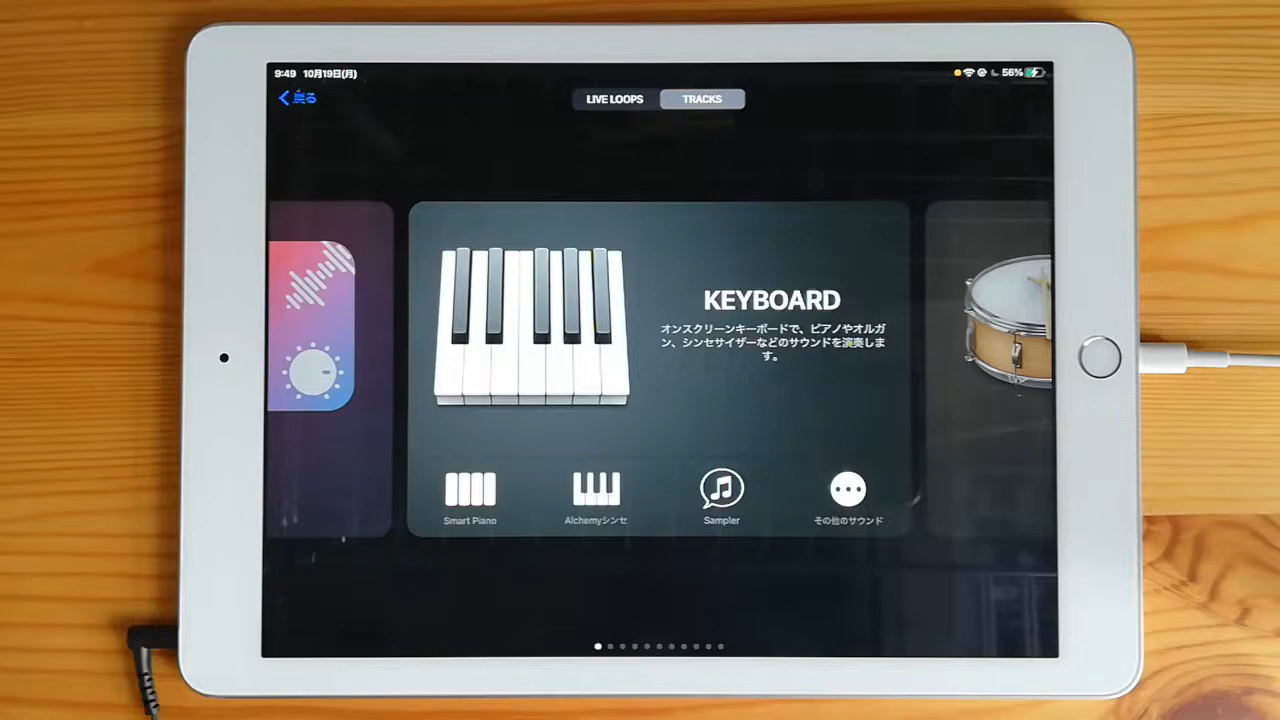 9:49 10月19日(月)
56%
戻る
LIVE LOOPS
TRACKS
KEYBOARD
オンスクリーンキーボードで、ピアノやオルガ
ン、シンセサイザーなどのサウンドを演奏しま
す。
Smart Piano
Alchemyシンセ
Sampler
その他のサウンド